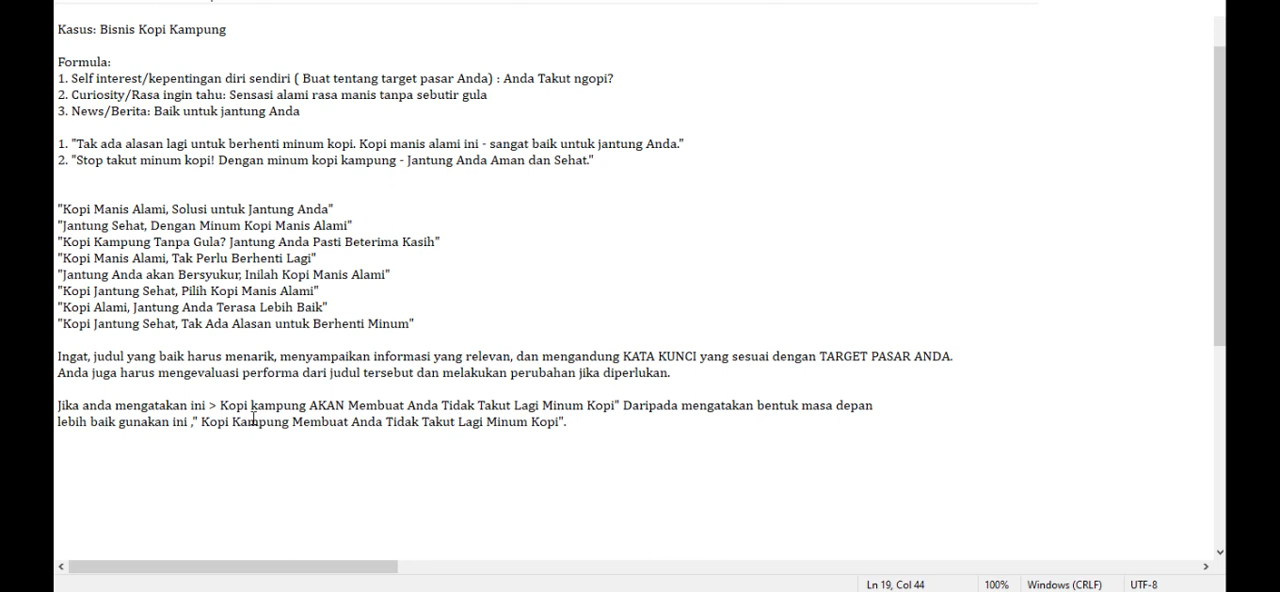 Kasus: Bisnis Kopi Kampung
Formula:
1. Self interest/kepentingan diri sendiri ( Buat tentang target pasar Anda) : Anda Takut ngopi?
2. Curiosity/Rasa ingin tahu: Sensasi alami rasa manis tanpa sebutir gula
3. News/Berita: Baik untuk jantung Anda
1. "Tak ada alasan lagi untuk berhenti minum kopi. Kopi manis alami ini - sangat baik untuk jantung Anda."
2. "Stop takut minum kopi! Dengan minum kopi kampung - Jantung Anda Aman dan Sehat."
"Kopi Manis Alami, Solusi untuk Jantung Anda"
"Jantung Sehat, Dengan Minum Kopi Manis Alami"
"Kopi Kampung Tanpa Gula? Jantung Anda Pasti Beterima Kasih"
"Kopi Manis Alami, Tak Perlu Berhenti Lagi"
"Jantung Anda akan Bersyukur, Inilah Kopi Manis Alami"
"Kopi Jantung Sehat, Pilih Kopi Manis Alami"
"Kopi Alami, Jantung Anda Terasa Lebih Baik"
"Kopi Jantung Sehat, Tak Ada Alasan untuk Berhenti Minum"
Ingat, judul yang baik harus menarik, menyampaikan informasi yang relevan, dan mengandung KATA KUNCI yang sesuai dengan TARGET PASAR ANDA.
Anda juga harus mengevaluasi performa dari judul tersebut dan melakukan perubahan jika diperlukan.
Jika anda mengatakan ini > Kopi kampung AKAN Membuat Anda Tidak Takut Lagi Minum Kopi" Daripada mengatakan bentuk masa depan
lebih baik gunakan ini ," Kopi Kampung Membuat Anda Tidak Takut Lagi Minum Kopi".
Ln 19, Col 44
100%
Windows (CRLF)
UTF-8